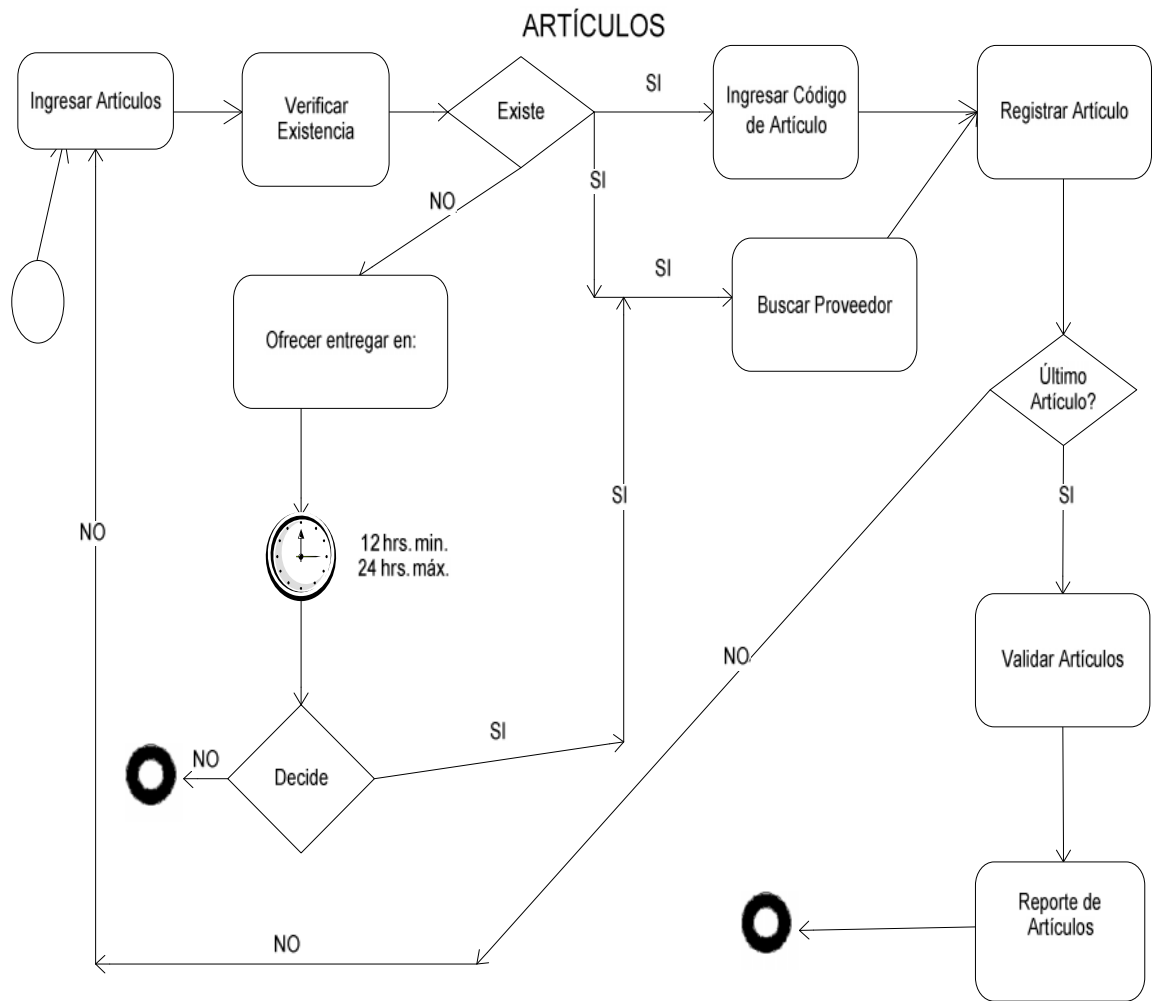 ARTÍCULOS
Ingresar Artículos
Verificar
Existencia
Existe
SI
Ingresar Código
de Artículo
Registrar Artículo
SI
NO
SI
Buscar Proveedor
Ofrecer entregar en:
Último
Artículo?
SI
SI
NO
12 hrs. min.
24 hrs. máx.
NO
Validar Artículos
SI
NO
Decide
Reporte de
Artículos
NO